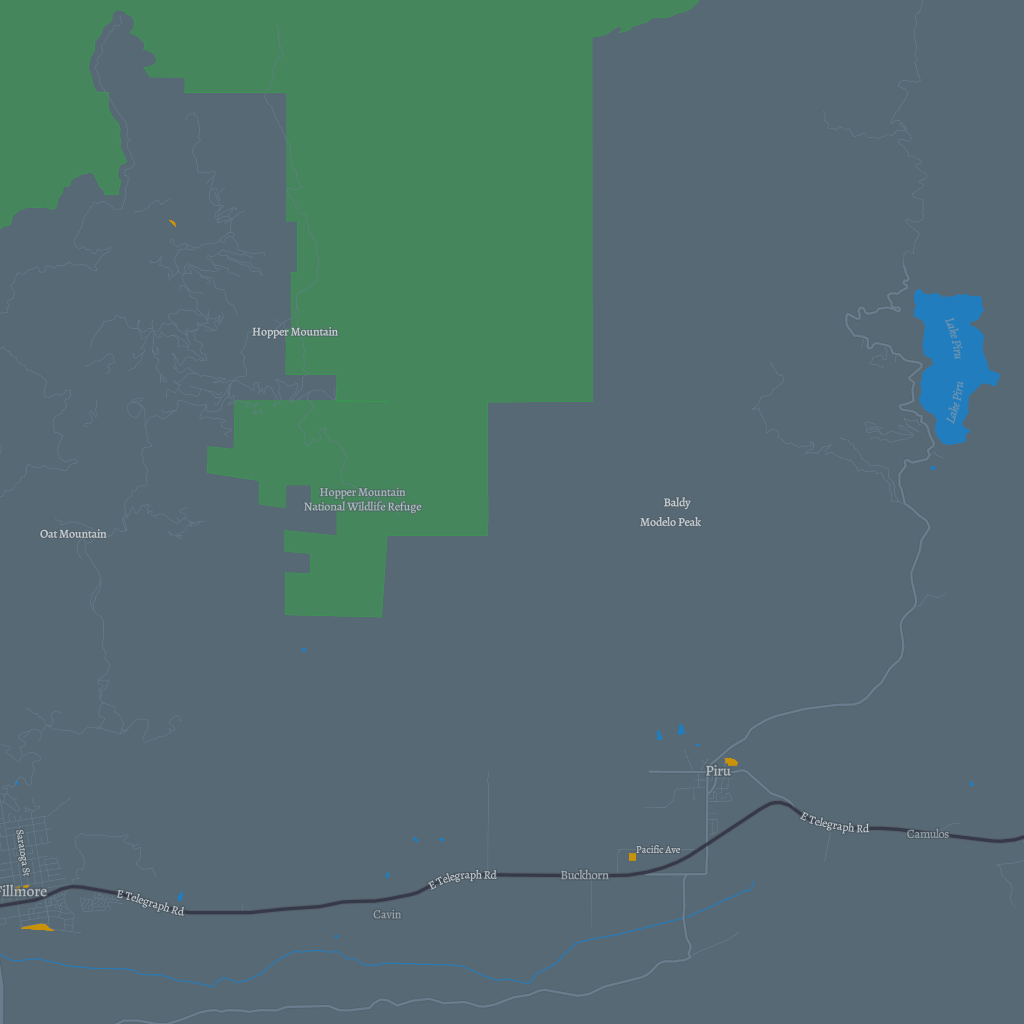 Lake Piru
Hopper Mountain
Lake Piru
Hopper Mountain
National Wildlife Refuge
Baldy
Modelo Peak
Oat Mountain
Piru
E Telegraph Rd
Camulos
Saratoga St
Pacific Ave
E Telegraph Rd
Buckhorn
Fillmore
E Telegraph Rd
Cavin